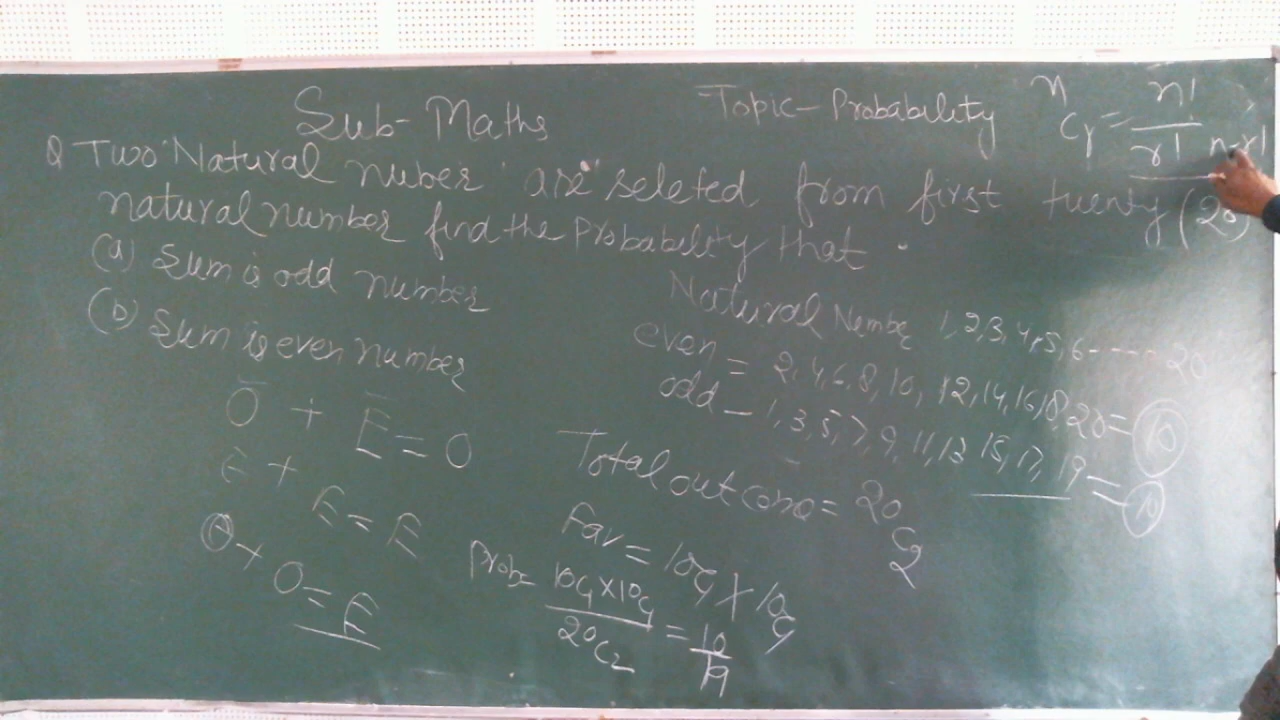 Sub- Maths
Topic- Probability
n
Cr = n!
r! n-r!
Q Two Natural nuber are seleted from first tuenty (20)
natural number find the Probability that .
(a) Sum is odd number
(b) Sum is even number
Natural Numbe 1,2,3,4,5,6----- 20
even = 2,4,6,8,10, 12,14,16,18,20= 10
odd - 1,3,5,7,9,11,13 15,17,19 = 10
O + E = O
E + E = E
O + O = E
Total out come = 20C2
Fav = 10C1 X 10C1
Prob = 10C1 X 10C1
20C2
= 10
19